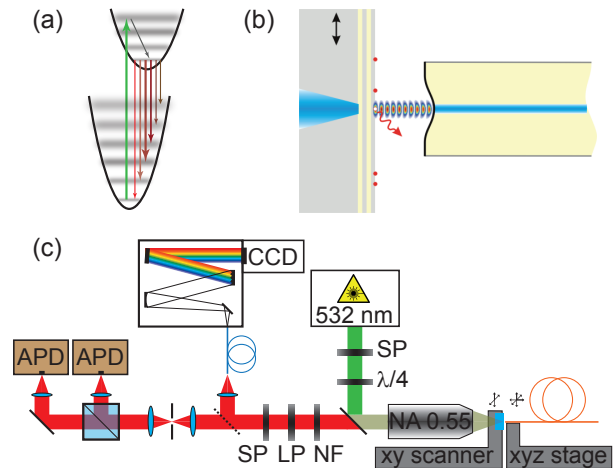 (a)
(b)
(c)
CCD
532 nm
APD APD
SP
λ/4
NA 0.55
SP LP NF
xy scanner
xyz stage